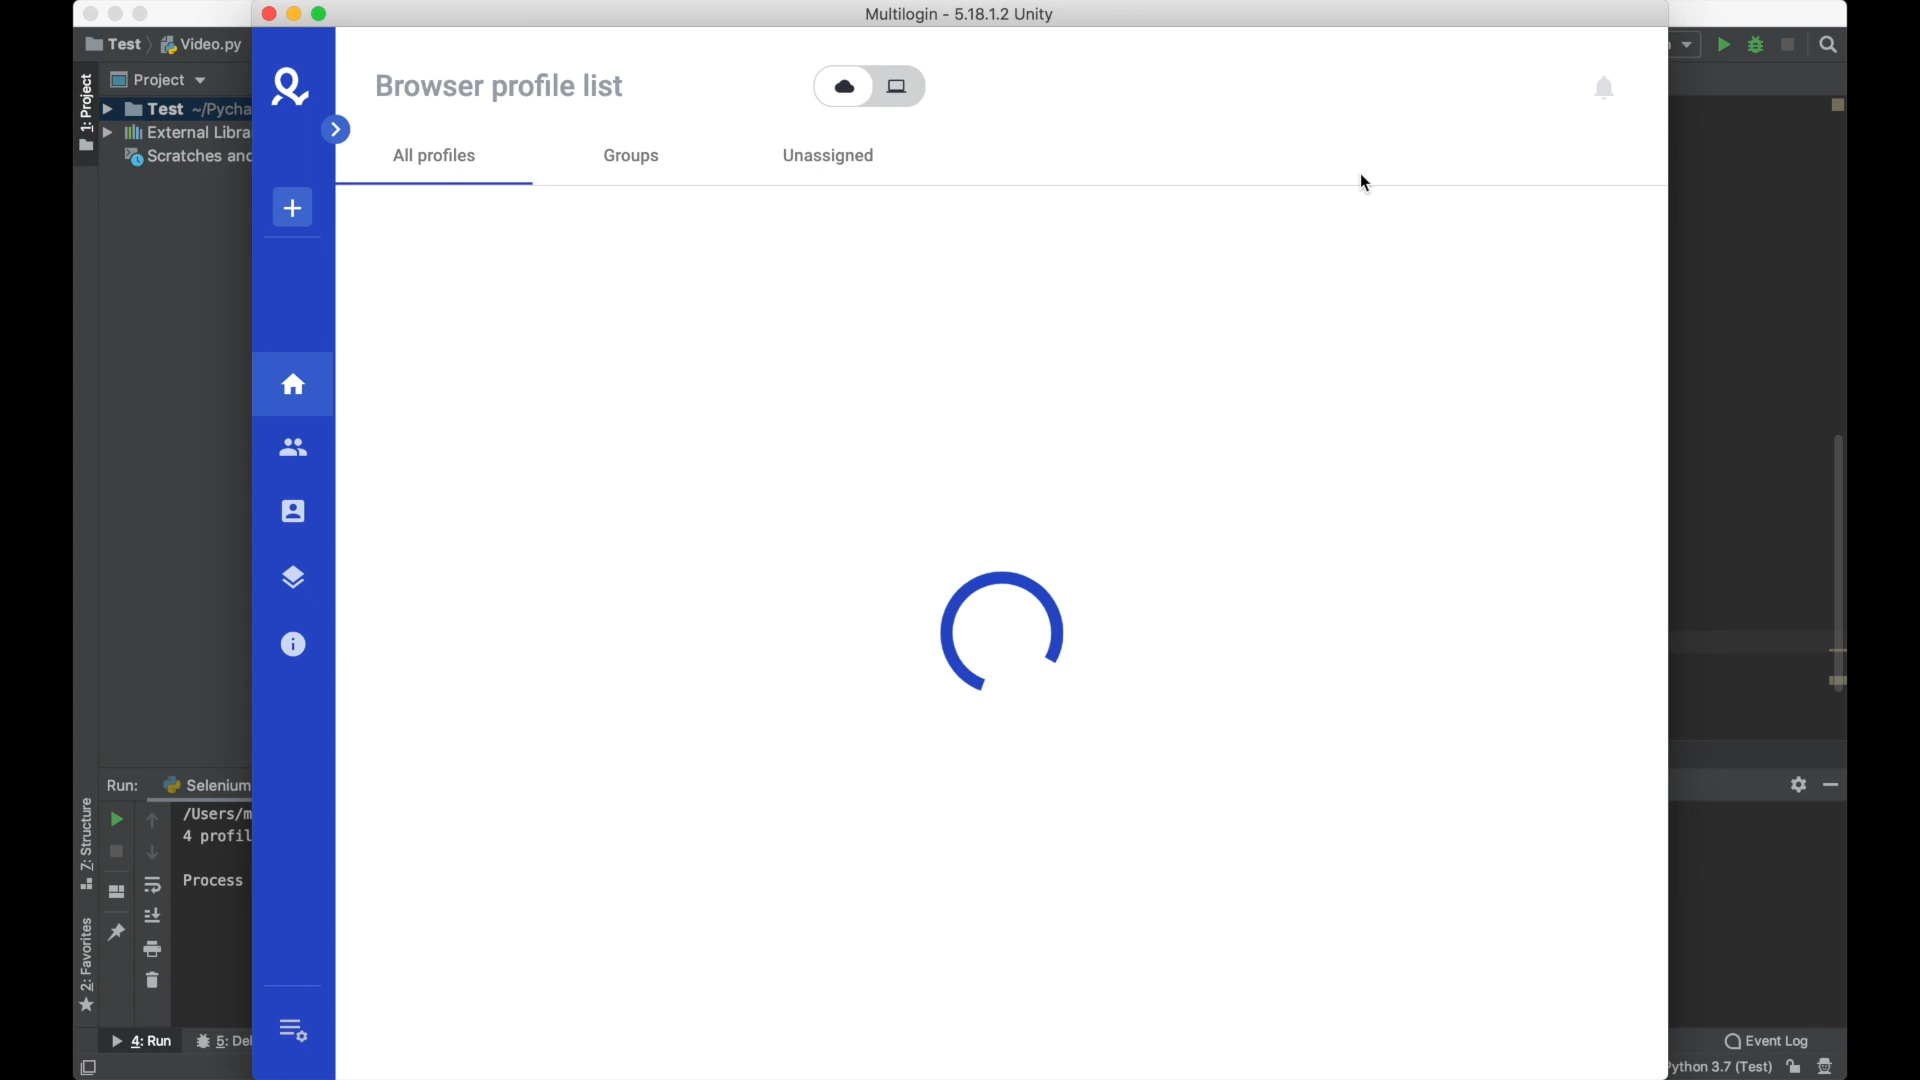 Multilogin - 5.18.1.2 Unity
Test
Video.py
Browser profile list
1: Project
Project
Test ~/Pycha
External Libra
Scratches and
All profiles
Groups
Unassigned
Run:
Selenium
/Users/m
4 profil
Process
7: Structure
2: Favorites
4: Run
5: De
Event Log
Python 3.7 (Test)